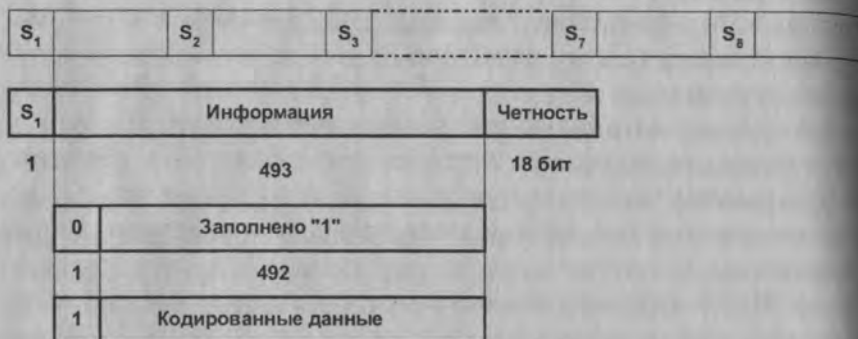 S₁ S₂ S₃ S₇ S₈
S₁ Информация Четность
1 493 18 бит
0 Заполнено "1"
1 492
1 Кодированные данные